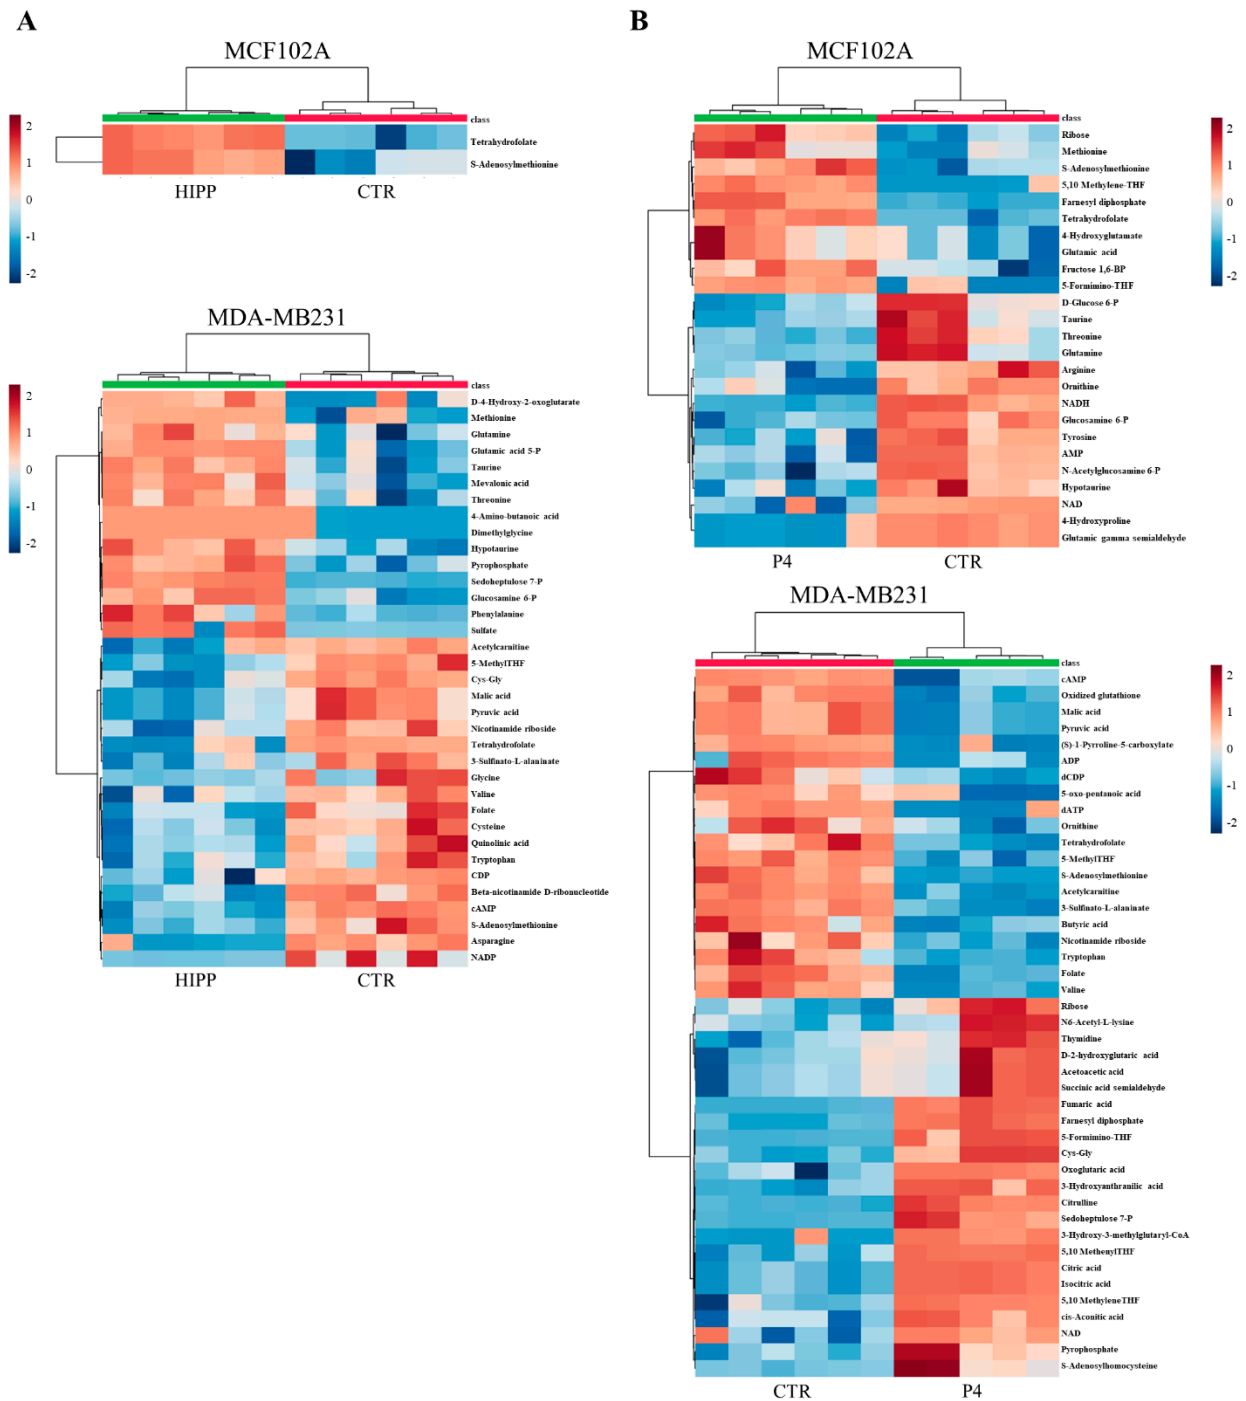 A
MCF102A
class
2
1
0
-1
-2
Tetrahydrofolate
S-Adenosylmethionine
HIPP
CTR
MDA-MB231
class
2
1
0
-1
-2
D-4-Hydroxy-2-oxoglutarate
Methionine
Glutamine
Glutamic acid 5-P
Taurine
Mevalonic acid
Threonine
4-Amino-butanoic acid
Dimethylglycine
Hypotaurine
Pyrophosphate
Sedoheptulose 7-P
Glucosamine 6-P
Phenylalanine
Sulfate
Acetylcarnitine
5-MethylTHF
Cys-Gly
Malic acid
Pyruvic acid
Nicotinamide riboside
Tetrahydrofolate
3-Sulfinato-L-alaninate
Glycine
Valine
Folate
Cysteine
Quinolinic acid
Tryptophan
CDP
Beta-nicotinamide D-ribonucleotide
cAMP
S-Adenosylmethionine
Asparagine
NADP
HIPP
CTR
B
MCF102A
class
Ribose
Methionine
S-Adenosylmethionine
5,10 Methylene-THF
Farnesyl diphosphate
Tetrahydrofolate
4-Hydroxyglutamate
Glutamic acid
Fructose 1,6-BP
5-Formimino-THF
D-Glucose 6-P
Taurine
Threonine
Glutamine
Arginine
Ornithine
NADH
Glucosamine 6-P
Tyrosine
AMP
N-Acetylglucosamine 6-P
Hypotaurine
NAD
4-Hydroxyproline
Glutamic gamma semialdehyde
2
1
0
-1
-2
P4
CTR
MDA-MB231
class
cAMP
Oxidized glutathione
Malic acid
Pyruvic acid
(S)-1-Pyrroline-5-carboxylate
ADP
dCDP
5-oxo-pentanoic acid
dATP
Ornithine
Tetrahydrofolate
5-MethylTHF
S-Adenosylmethionine
Acetylcarnitine
3-Sulfinato-L-alaninate
Butyric acid
Nicotinamide riboside
Tryptophan
Folate
Valine
Ribose
N6-Acetyl-L-lysine
Thymidine
D-2-hydroxyglutaric acid
Acetoacetic acid
Succinic acid semialdehyde
Fumaric acid
Farnesyl diphosphate
5-Formimino-THF
Cys-Gly
Oxoglutaric acid
3-Hydroxyanthranilic acid
Citrulline
Sedoheptulose 7-P
3-Hydroxy-3-methylglutaryl-CoA
5,10 MethenylTHF
Citric acid
Isocitric acid
5,10 MethyleneTHF
cis-Aconitic acid
NAD
Pyrophosphate
S-Adenosylhomocysteine
2
1
0
-1
-2
CTR
P4